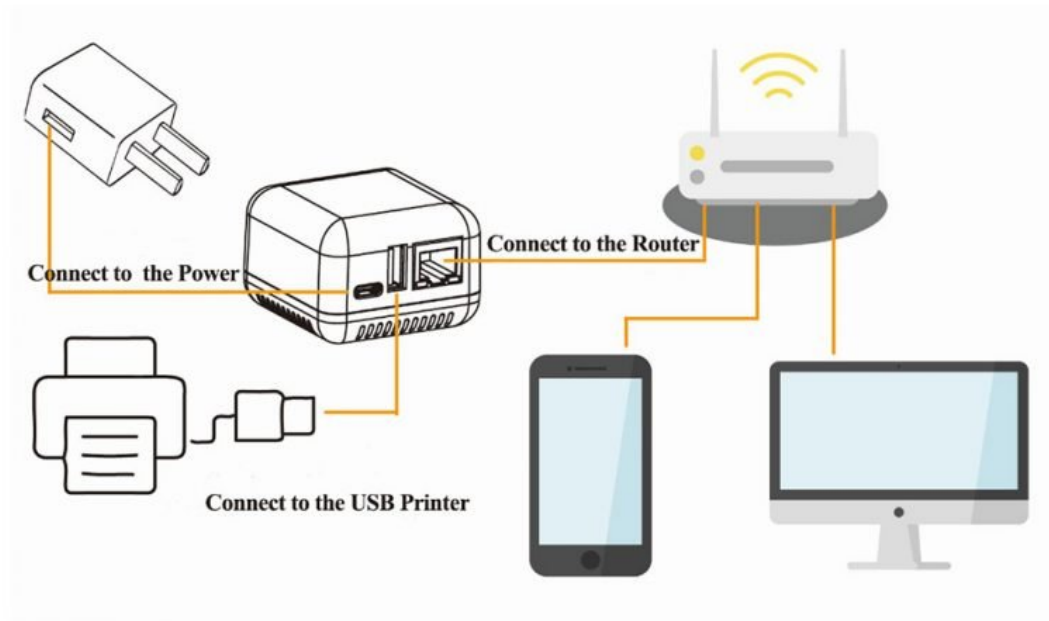 Connect to the Router
Connect to the Power
Connect to the USB Printer